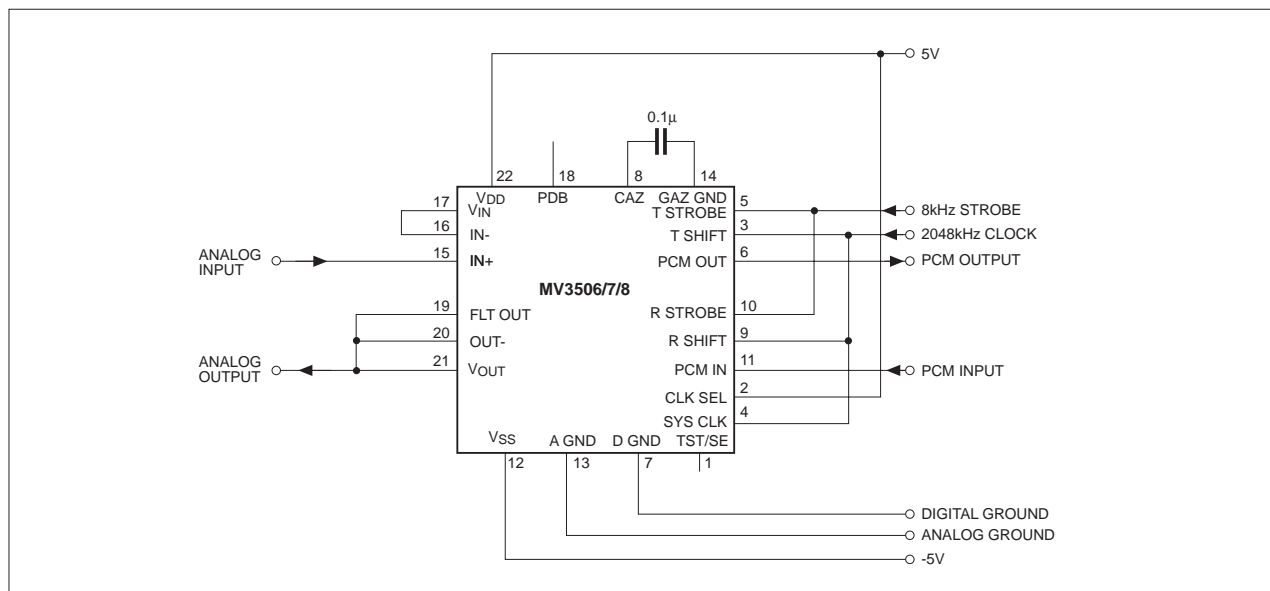 5V
0.1μ
22
18
8
14
VDD
PDB
CAZ
GAZ GND
17
VIN
T STROBE
5
8kHz STROBE
16
IN-
T SHIFT
3
2048kHz CLOCK
ANALOG
INPUT
15
IN+
PCM OUT
6
PCM OUTPUT
MV3506/7/8
19
FLT OUT
R STROBE
10
20
OUT-
R SHIFT
9
ANALOG
OUTPUT
21
VOUT
PCM IN
11
PCM INPUT
CLK SEL
2
SYS CLK
4
VSS
A GND
D GND
TST/SE
12
13
7
1
DIGITAL GROUND
ANALOG GROUND
-5V